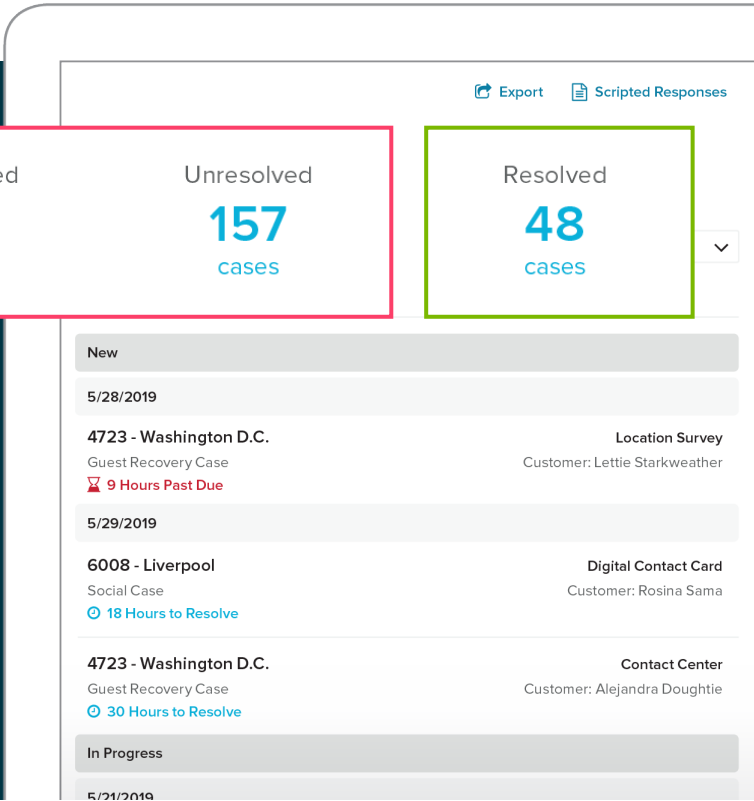 Export Scripted Responses
Unresolved Resolved
157 48
cases cases
New
5/28/2019
4723 - Washington D.C. Location Survey
Guest Recovery Case Customer: Lettie Starkweather
9 Hours Past Due
5/29/2019
6008 - Liverpool Digital Contact Card
Social Case Customer: Rosina Sama
18 Hours to Resolve
4723 - Washington D.C. Contact Center
Guest Recovery Case Customer: Alejandra Doughtie
30 Hours to Resolve
In Progress
5/21/2019